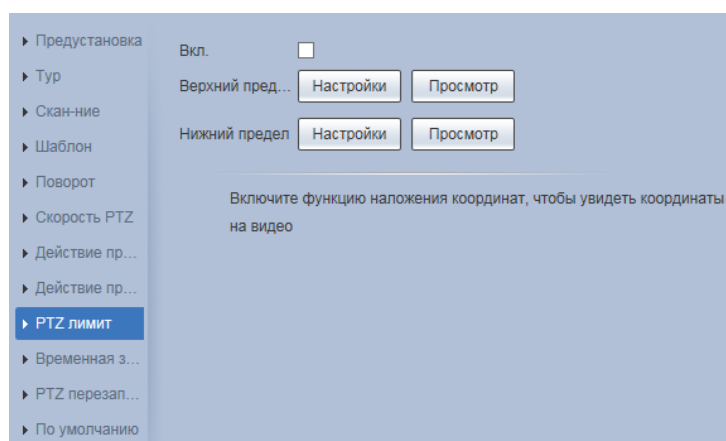 Предустановка
Тур
Скан-ние
Шаблон
Поворот
Скорость PTZ
Действие пр...
Действие пр...
PTZ лимит
Временная з...
PTZ перезап...
По умолчанию
Вкл.
Верхний пред... Настройки Просмотр
Нижний предел Настройки Просмотр
Включите функцию наложения координат, чтобы увидеть координаты
на видео